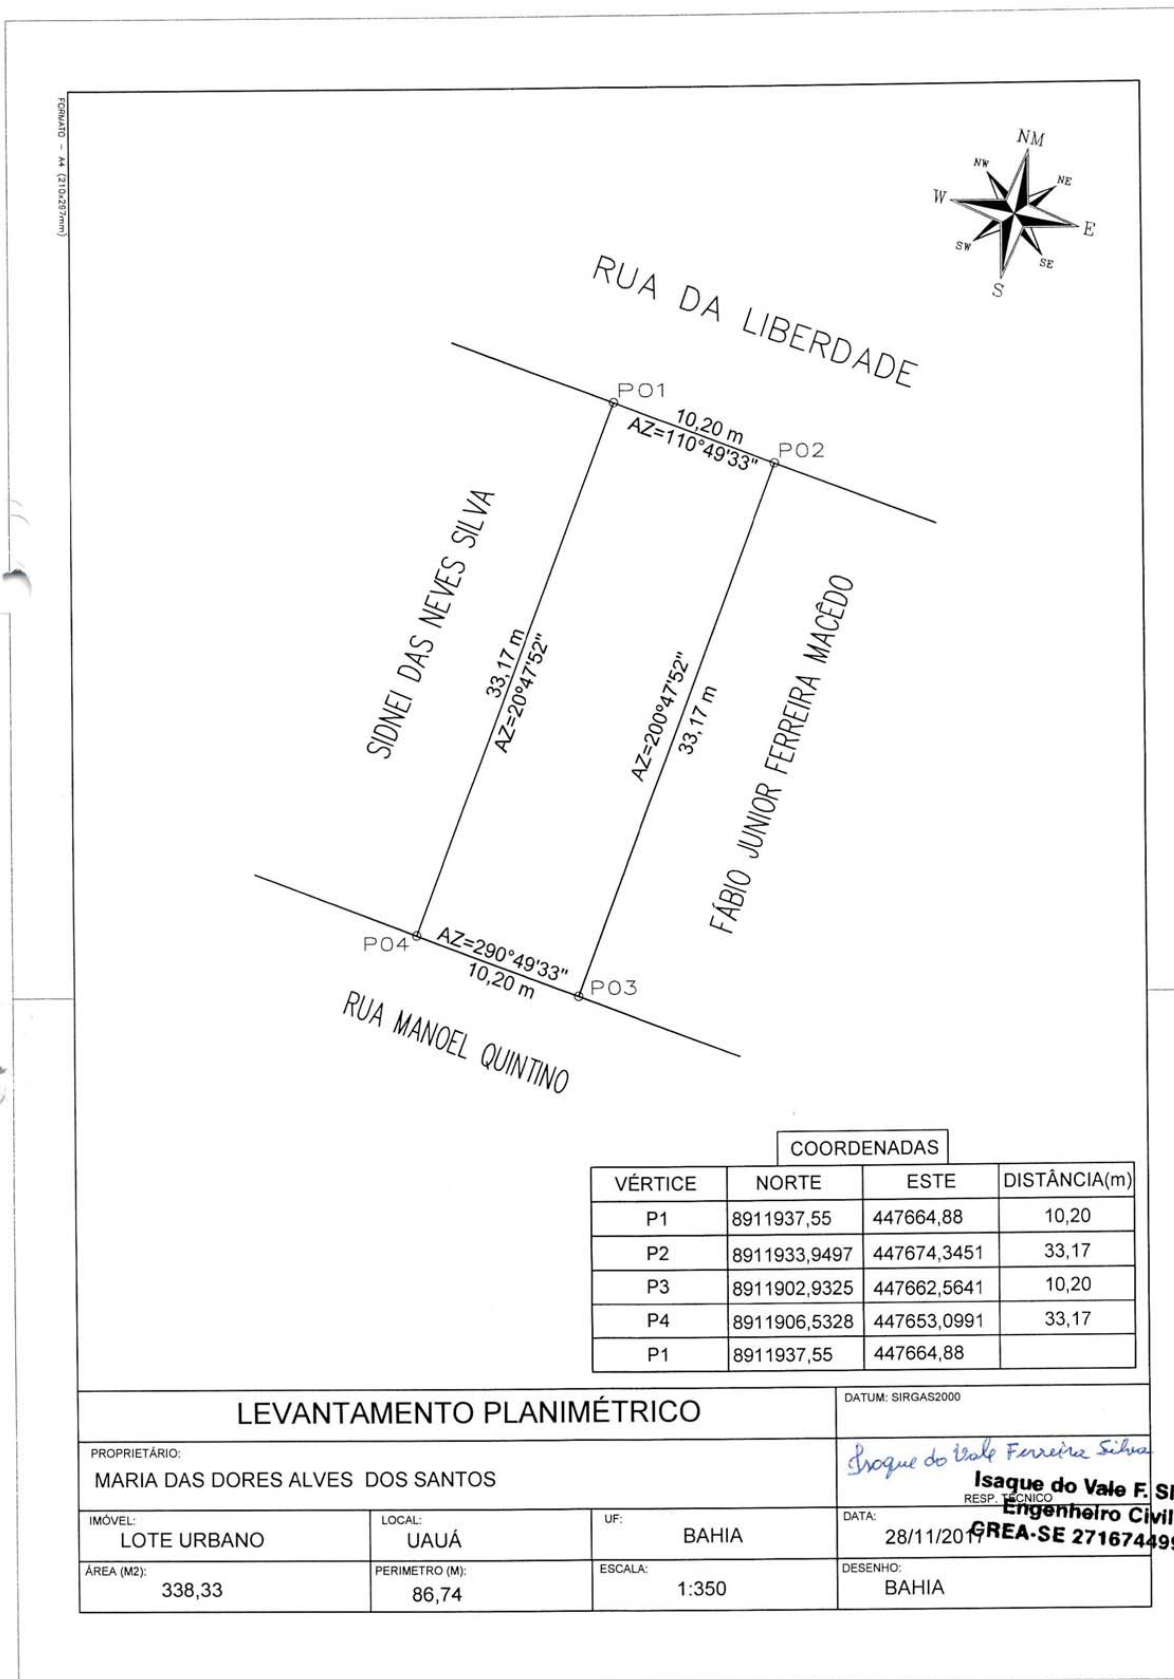 FORMATO - A4 (210x297mm)
NM
NW
NE
W
E
SW
SE
S
RUA DA LIBERDADE
P01
10,20 m
AZ=110°49'33"
P02
SIDNEI DAS NEVES SILVA
33,17 m
AZ=20°47'52"
AZ=200°47'52"
33,17 m
FÁBIO JUNIOR FERREIRA MACÊDO
P04
AZ=290°49'33"
10,20 m
P03
RUA MANOEL QUINTINO
COORDENADAS
VÉRTICE NORTE ESTE DISTÂNCIA(m)
P1 8911937,55 447664,88 10,20
P2 8911933,9497 447674,3451 33,17
P3 8911902,9325 447662,5641 10,20
P4 8911906,5328 447653,0991 33,17
P1 8911937,55 447664,88
LEVANTAMENTO PLANIMÉTRICO
DATUM: SIRGAS2000
PROPRIETÁRIO:
MARIA DAS DORES ALVES DOS SANTOS
Isaque do Vale Ferreira Silva
Isaque do Vale F. SI
RESP. TÉCNICO
Engenheiro Civil
CREA-SE 271674499
IMÓVEL:
LOTE URBANO
LOCAL:
UAUÁ
UF:
BAHIA
DATA:
28/11/2017
ÁREA (M2):
338,33
PERIMETRO (M):
86,74
ESCALA:
1:350
DESENHO:
BAHIA